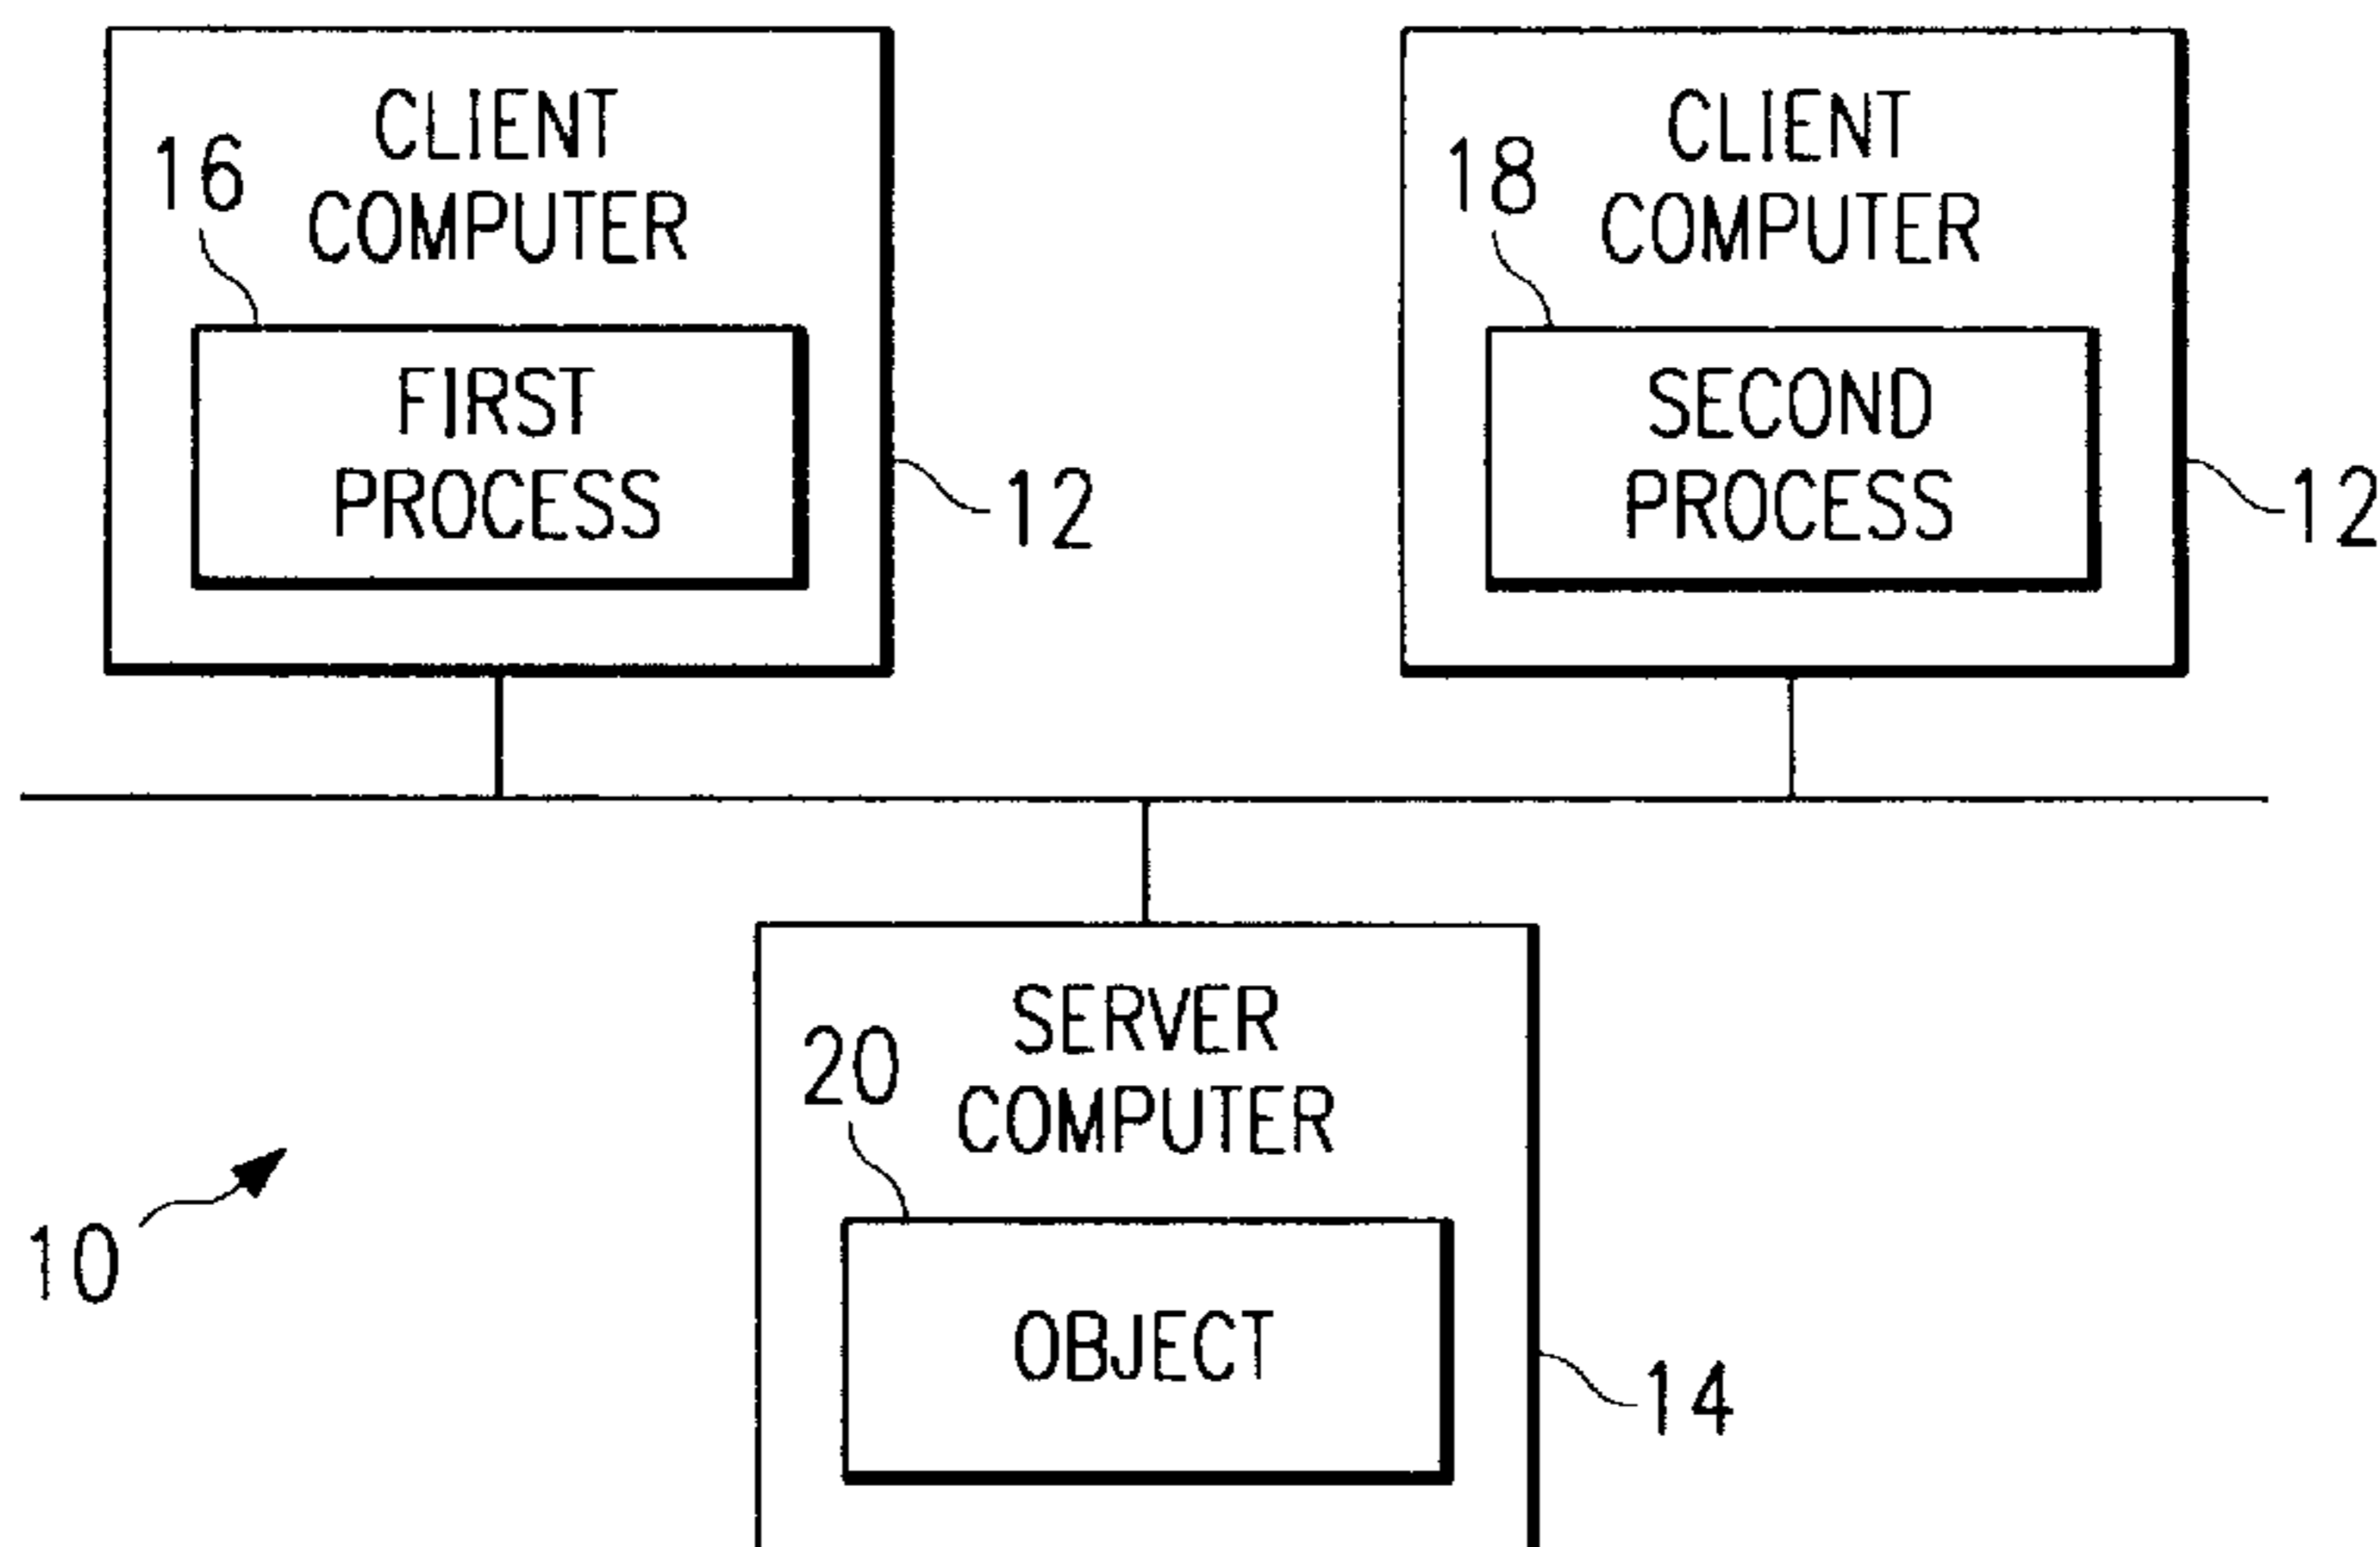 CLIENT
COMPUTER
16
FIRST
PROCESS
12
CLIENT
COMPUTER
18
SECOND
PROCESS
12
SERVER
COMPUTER
20
OBJECT
14
10